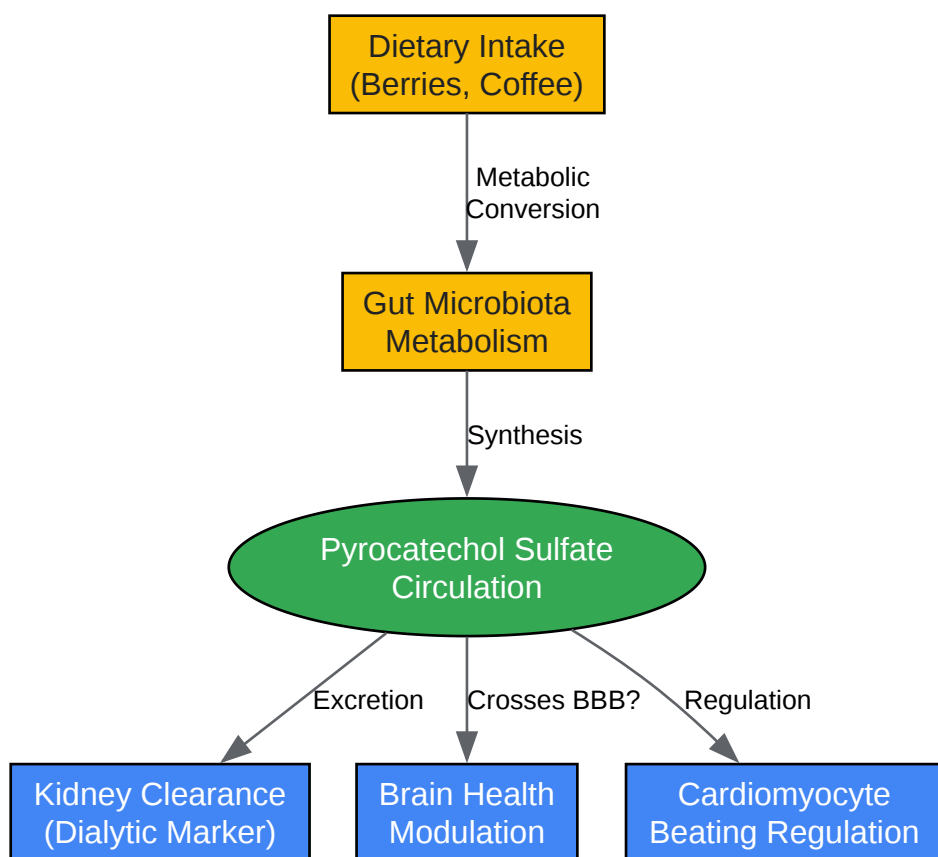 Dietary Intake
(Berries, Coffee)
Metabolic
Conversion
Gut Microbiota
Metabolism
Synthesis
Pyrocatechol Sulfate
Circulation
Excretion
Crosses BBB?
Regulation
Kidney Clearance
(Dialytic Marker)
Brain Health
Modulation
Cardiomyocyte
Beating Regulation